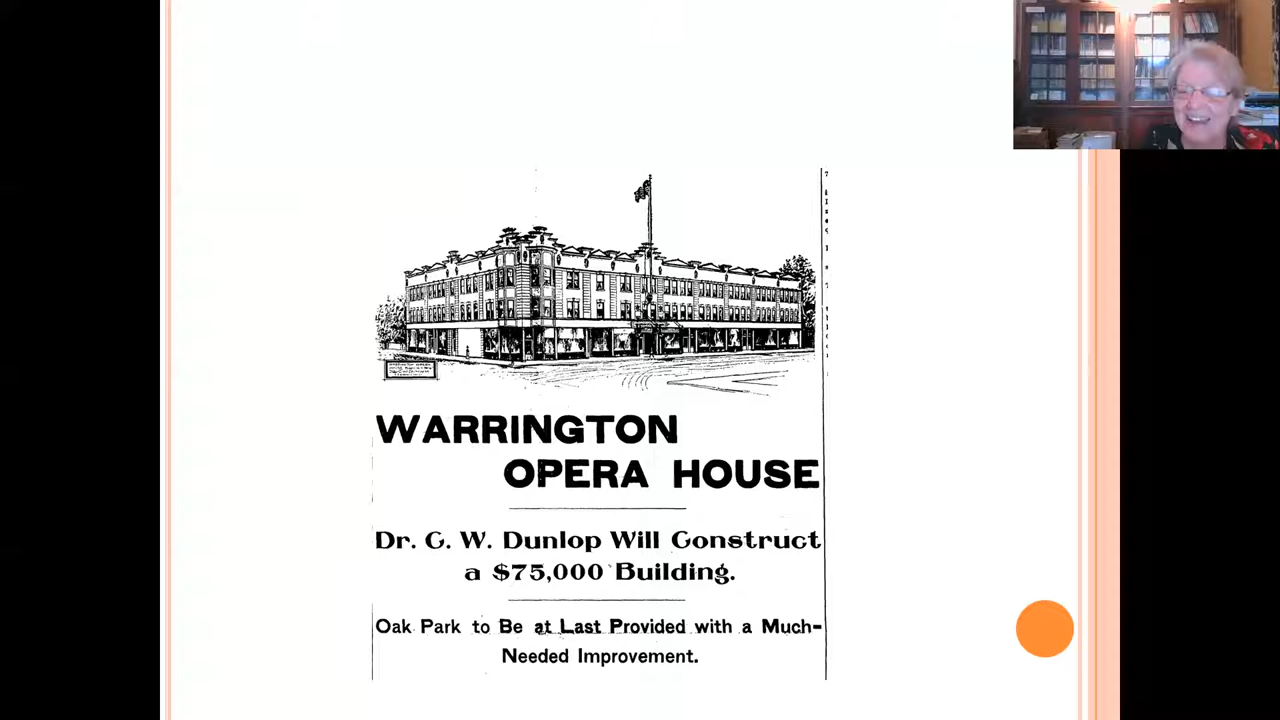 WARRINGTON
OPERA HOUSE
Dr. C. W. Dunlop Will Construct
a $75,000 Building.
Oak Park to Be at Last Provided with a Much-
Needed Improvement.